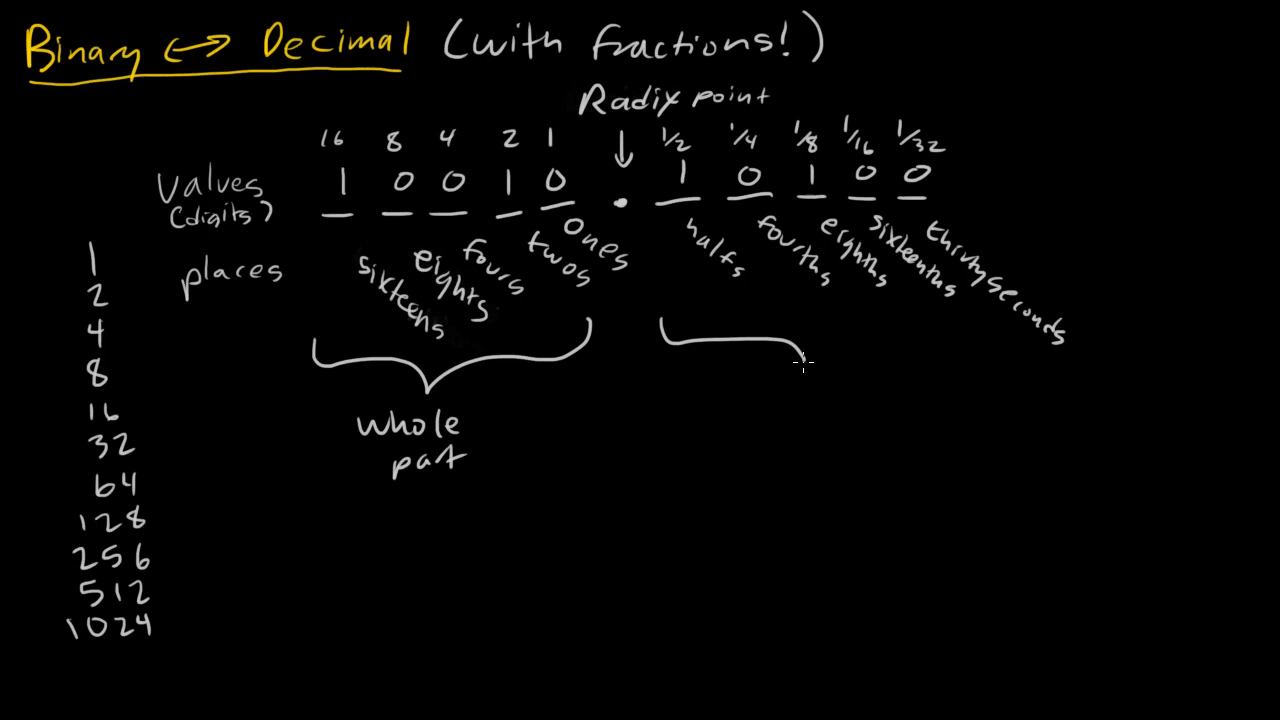 Binary ↔ Decimal (with fractions!)
Radix point
16 8 4 2 1 ↓ 1/2 1/4 1/8 1/16 1/32
values 1 0 0 1 0 . 1 0 1 0 0
(digits)
places sixteens eights fours twos ones halfs fourths eighths sixteenths thirtyseconds
1
2
4
8
16
32
64
128
256
512
1024
whole
part